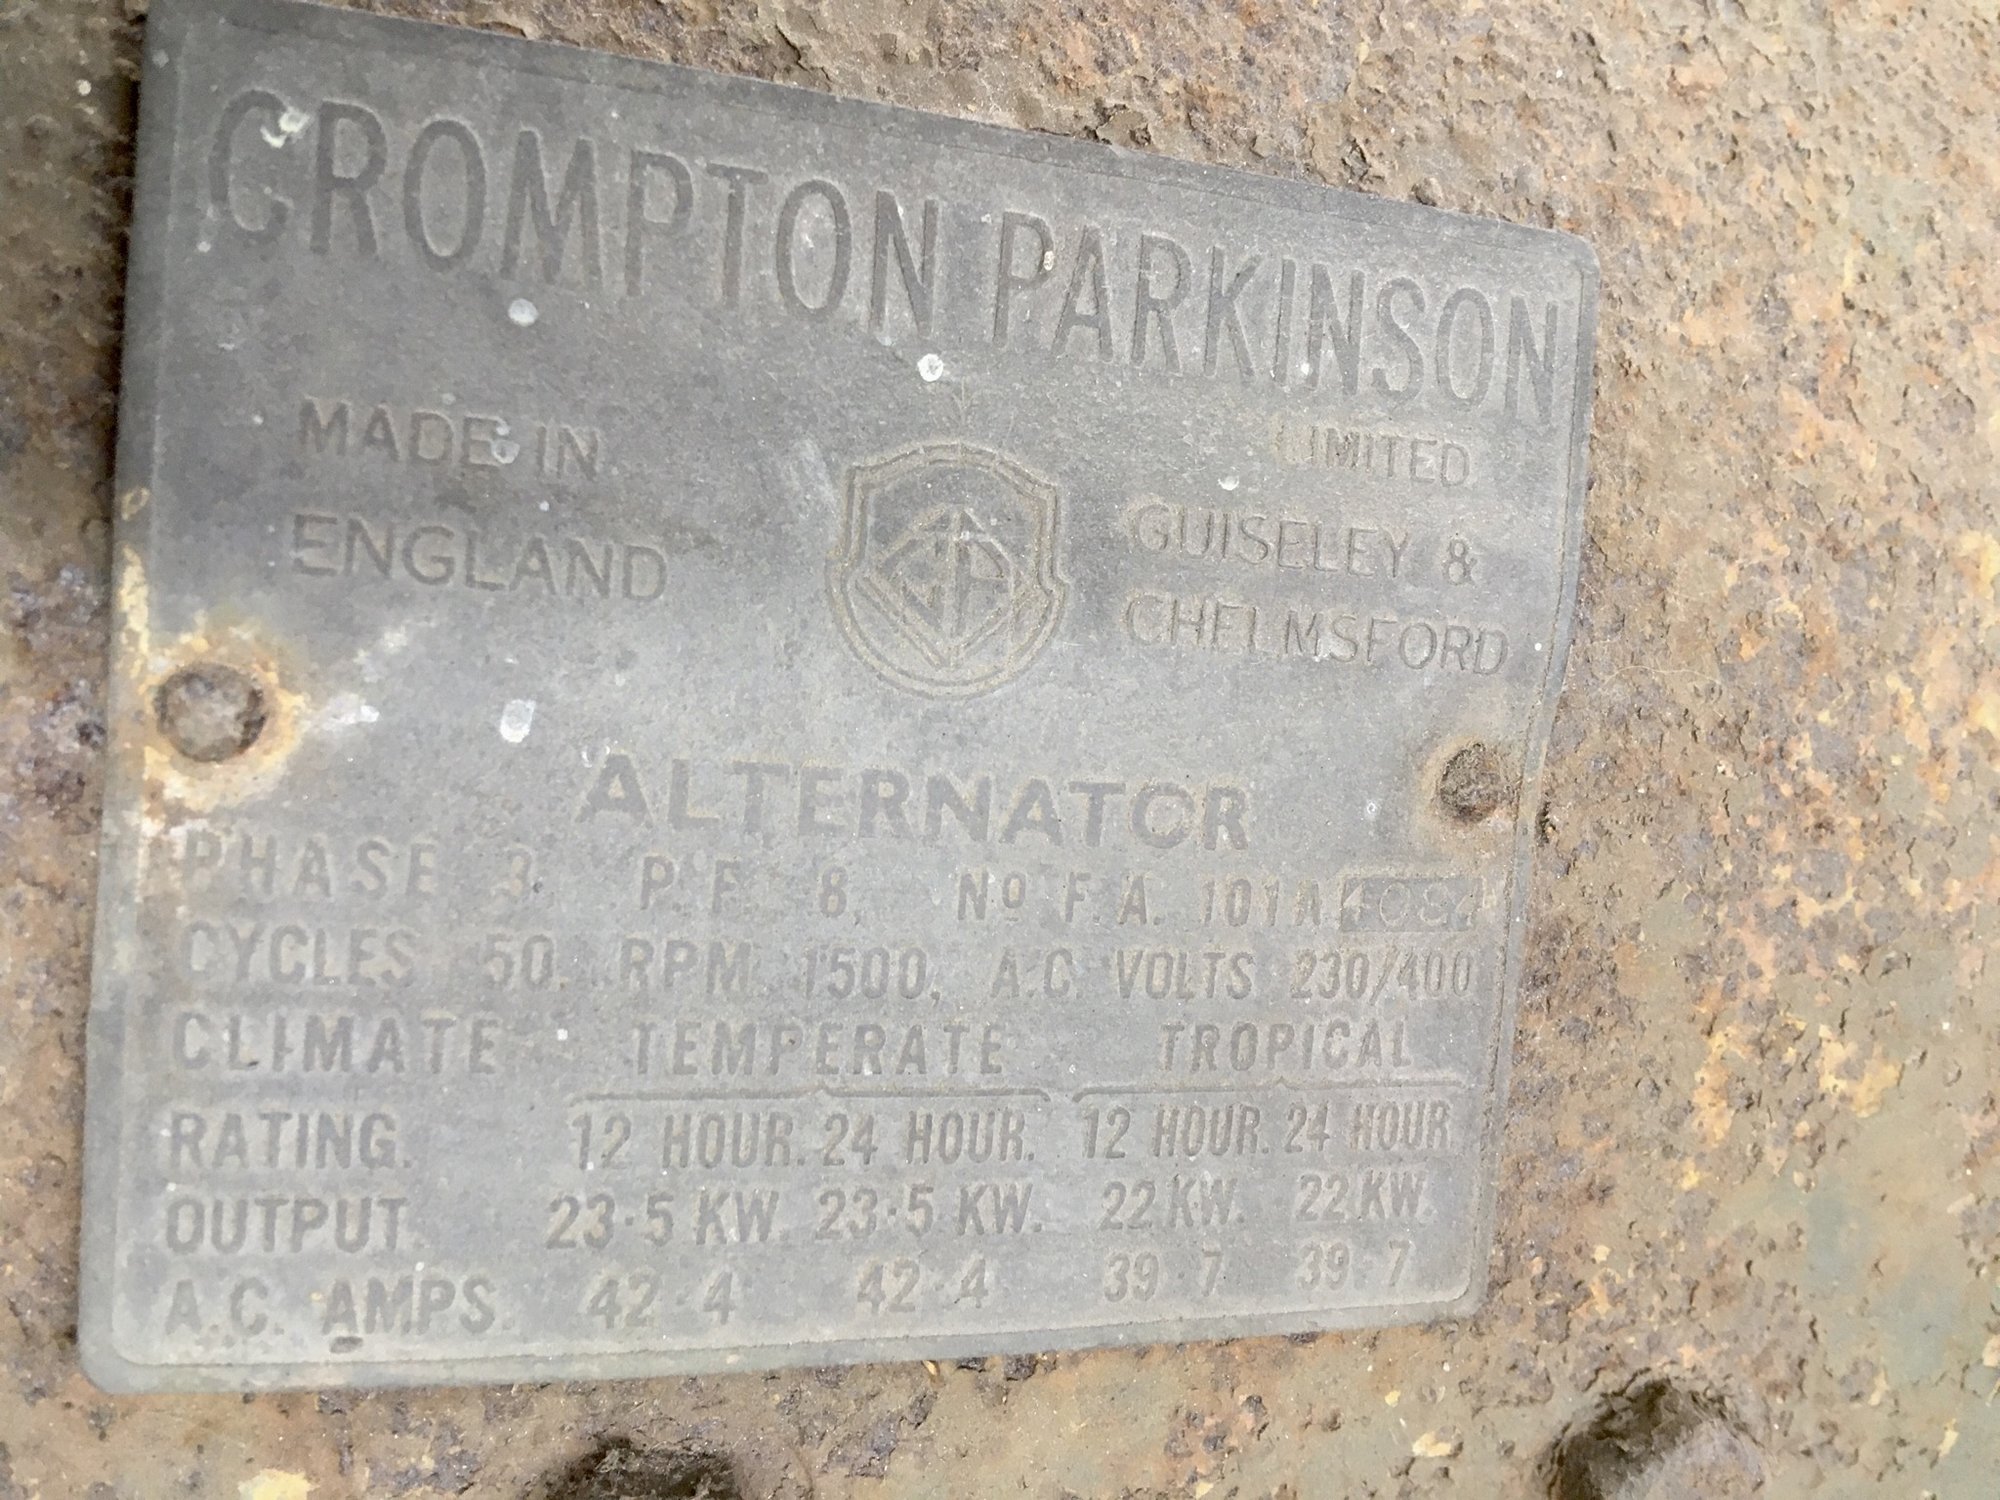 CROMPTON PARKINSON
LIMITED
MADE IN
ENGLAND
CP
GUISELEY &
CHELMSFORD
ALTERNATOR
PHASE 3. P.F. ·8. Nº F.A. 101A
CYCLES 50. RPM 1500. A.C. VOLTS 230/400
CLIMATE TEMPERATE TROPICAL
RATING. 12 HOUR. 24 HOUR. 12 HOUR. 24 HOUR
OUTPUT. 23·5 KW. 23·5 KW. 22 KW. 22 KW.
A.C. AMPS. 42·4 42·4 39·7 39·7